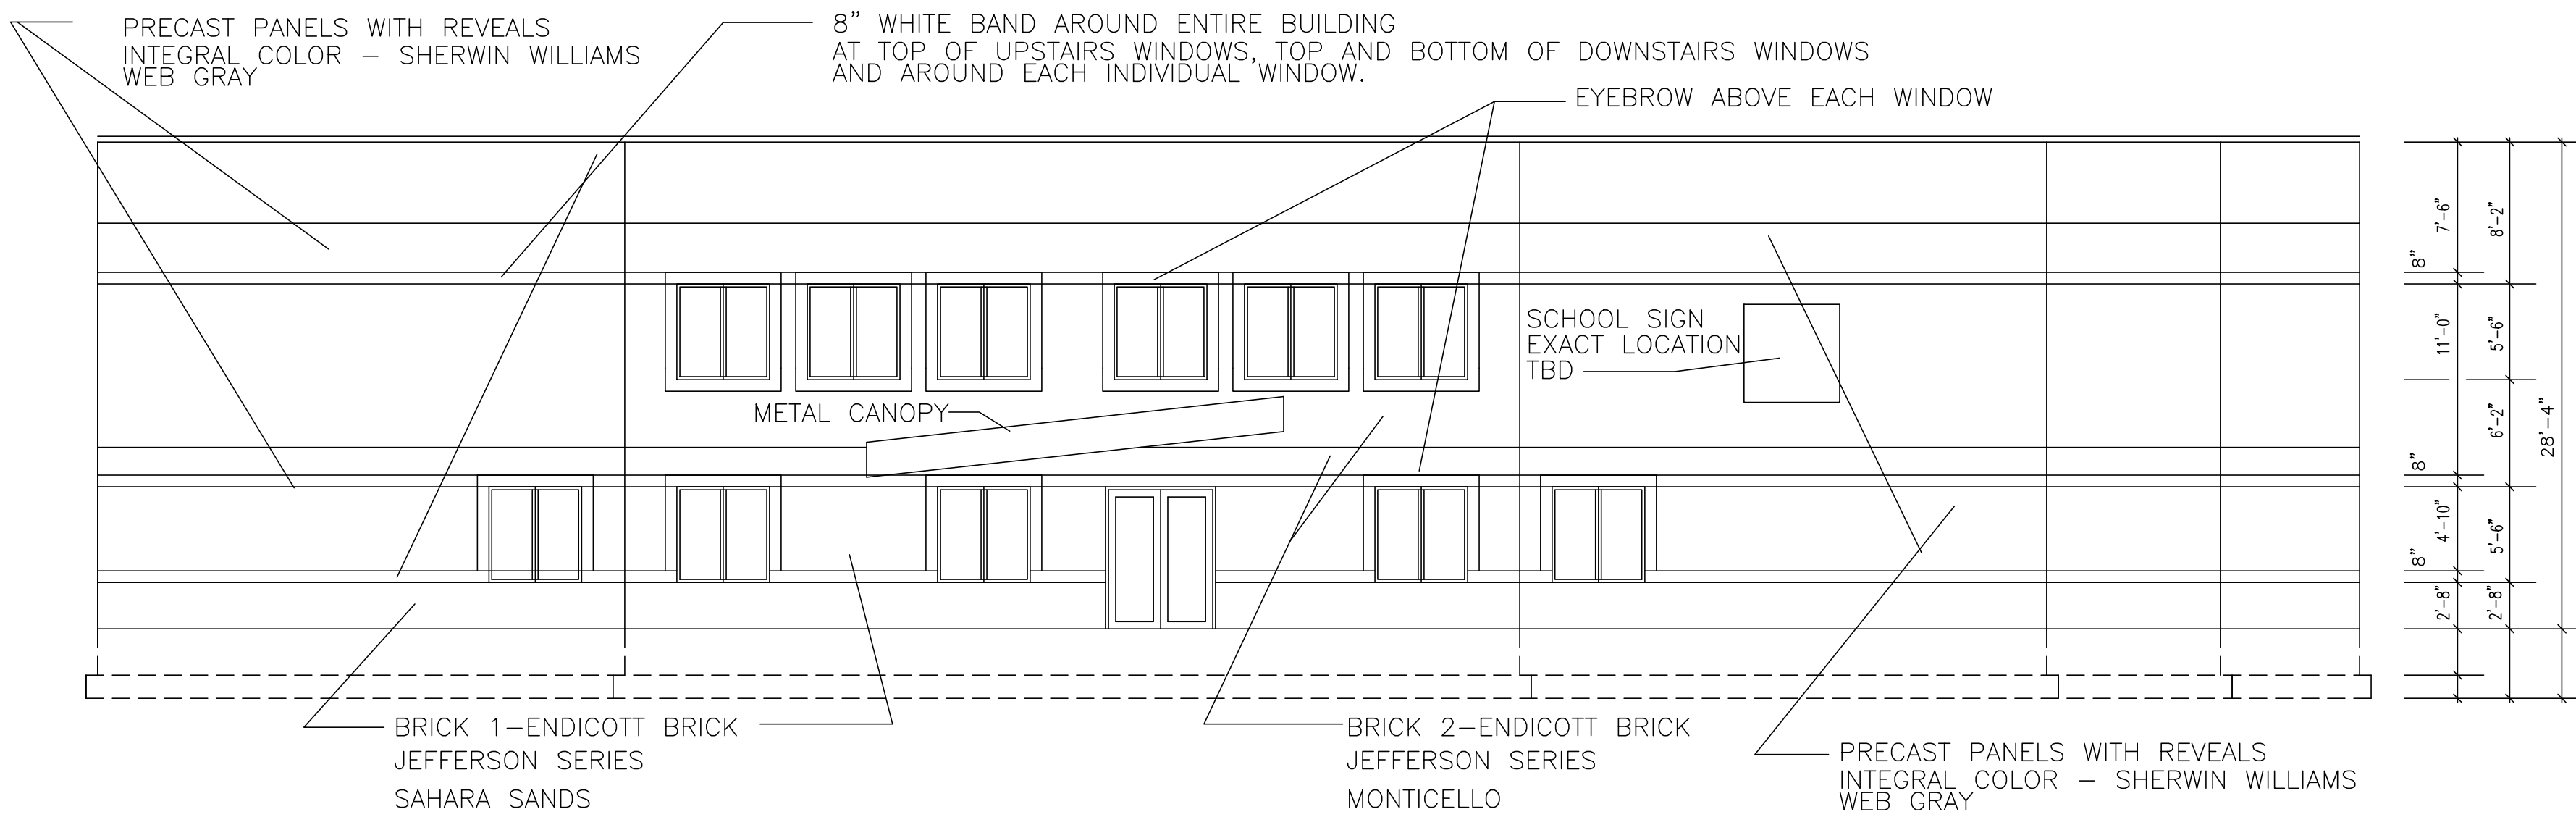 PRECAST PANELS WITH REVEALS
INTEGRAL COLOR – SHERWIN WILLIAMS
WEB GRAY
8" WHITE BAND AROUND ENTIRE BUILDING
AT TOP OF UPSTAIRS WINDOWS, TOP AND BOTTOM OF DOWNSTAIRS WINDOWS
AND AROUND EACH INDIVIDUAL WINDOW.
EYEBROW ABOVE EACH WINDOW
SCHOOL SIGN
EXACT LOCATION
TBD
METAL CANOPY
7'-6"
8'-2"
8"
11'-0"
5'-6"
6'-2"
28'-4"
8"
4'-10"
5'-6"
8"
2'-8"
2'-8"
BRICK 1–ENDICOTT BRICK
JEFFERSON SERIES
SAHARA SANDS
BRICK 2–ENDICOTT BRICK
JEFFERSON SERIES
MONTICELLO
PRECAST PANELS WITH REVEALS
INTEGRAL COLOR – SHERWIN WILLIAMS
WEB GRAY